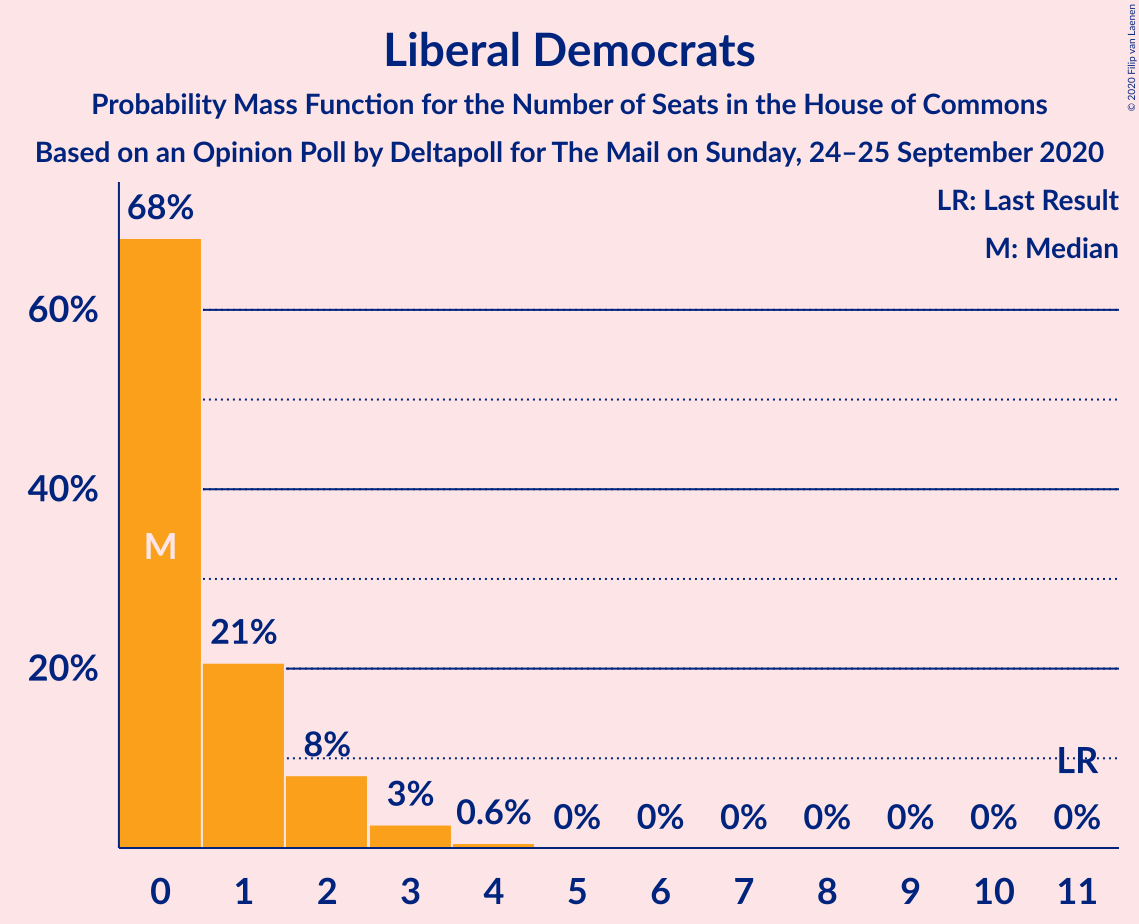 Liberal Democrats
Probability Mass Function for the Number of Seats in the House of Commons
Based on an Opinion Poll by Deltapoll for The Mail on Sunday, 24–25 September 2020
© 2020 Filip van Laenen
LR: Last Result
M: Median
68%
60%
40%
M
21%
20%
8%
3%
0.6%
0%
0%
0%
0%
0%
0%
LR
0%
0 1 2 3 4 5 6 7 8 9 10 11